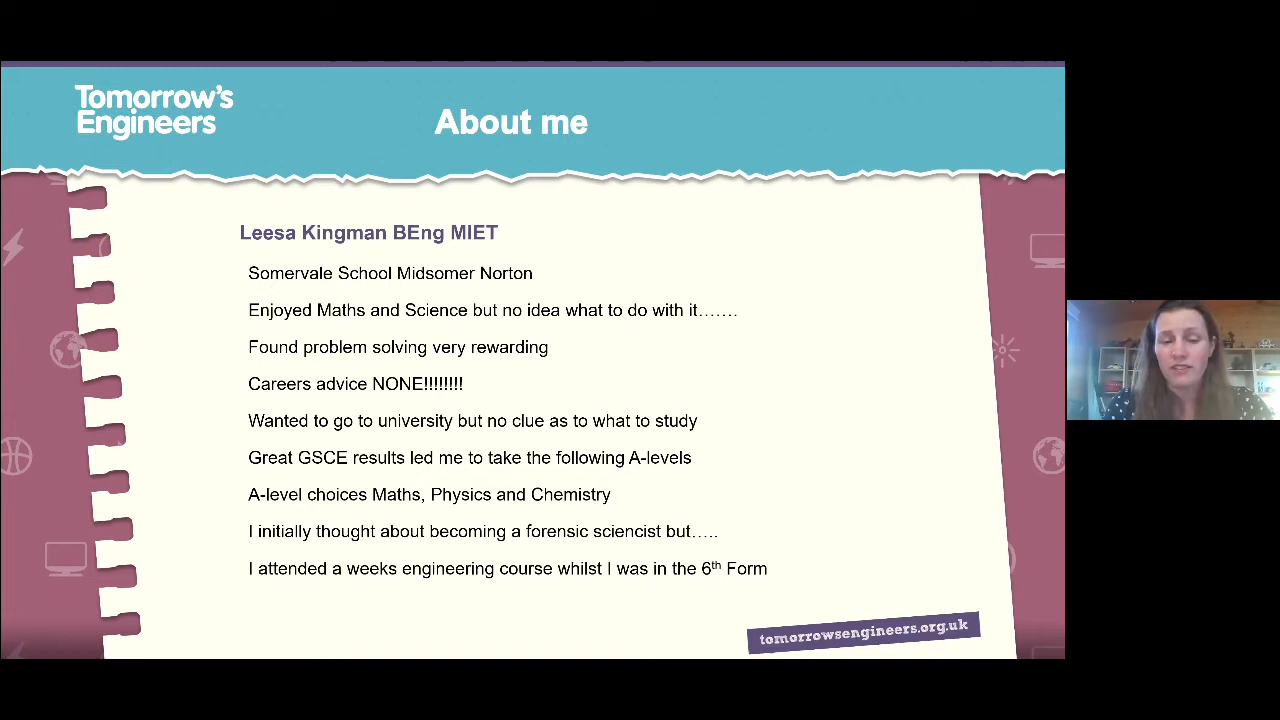 Tomorrow's
Engineers
About me
Leesa Kingman BEng MIET
Somervale School Midsomer Norton
Enjoyed Maths and Science but no idea what to do with it…….
Found problem solving very rewarding
Careers advice NONE!!!!!!!!
Wanted to go to university but no clue as to what to study
Great GSCE results led me to take the following A-levels
A-level choices Maths, Physics and Chemistry
I initially thought about becoming a forensic sciencist but…..
I attended a weeks engineering course whilst I was in the 6th Form
tomorrowsengineers.org.uk